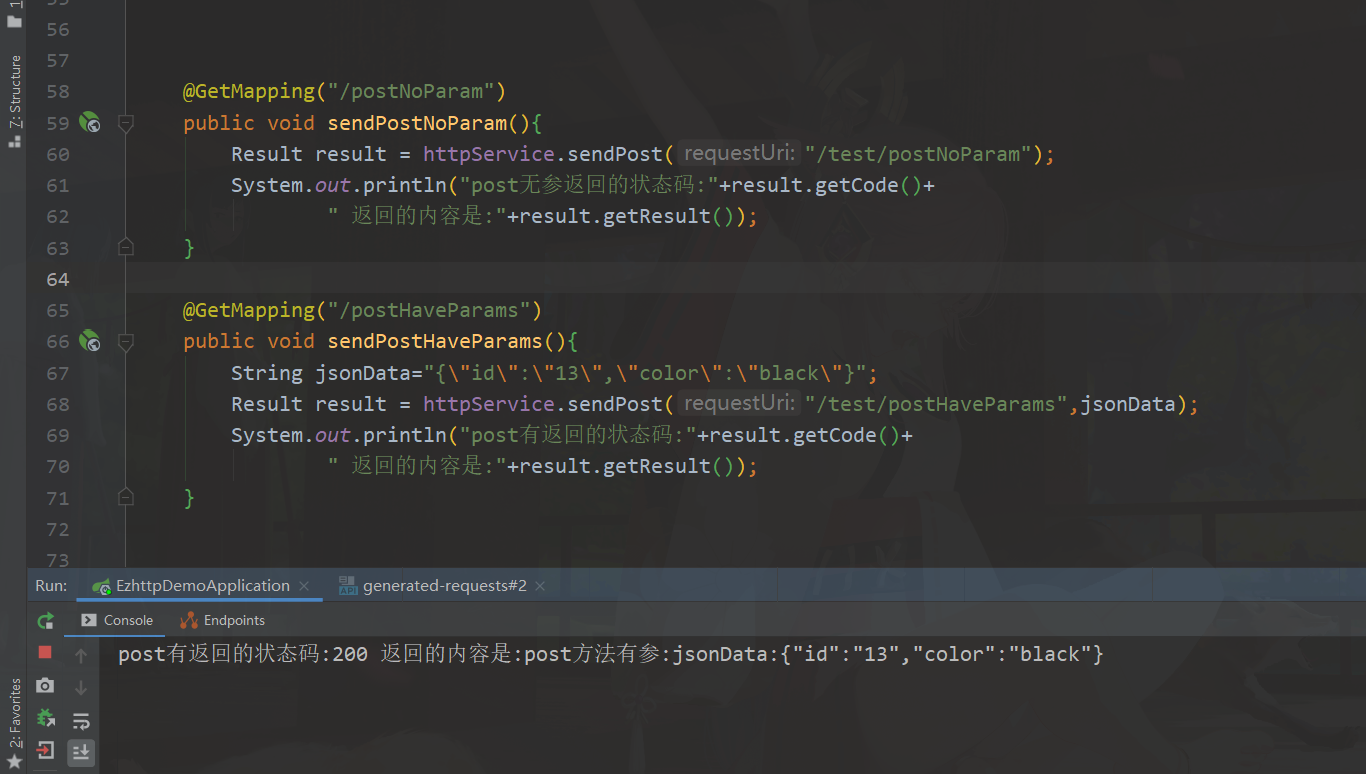 1
55
56
57
58 @GetMapping("/postNoParam")
Z: Structure
59 public void sendPostNoParam(){
60 Result result = httpService.sendPost( requestUri: "/test/postNoParam");
61 System.out.println("post无参返回的状态码:"+result.getCode()+
62 " 返回的内容是:"+result.getResult());
63 }
64
65 @GetMapping("/postHaveParams")
66 public void sendPostHaveParams(){
67 String jsonData="{\"id\":\"13\",\"color\":\"black\"}";
68 Result result = httpService.sendPost( requestUri: "/test/postHaveParams",jsonData);
69 System.out.println("post有返回的状态码:"+result.getCode()+
70 " 返回的内容是:"+result.getResult());
71 }
72
73
Run: EzhttpDemoApplication × API generated-requests#2 ×
Console Endpoints
post有返回的状态码:200 返回的内容是:post方法有参:jsonData:{"id":"13","color":"black"}
2: Favorites